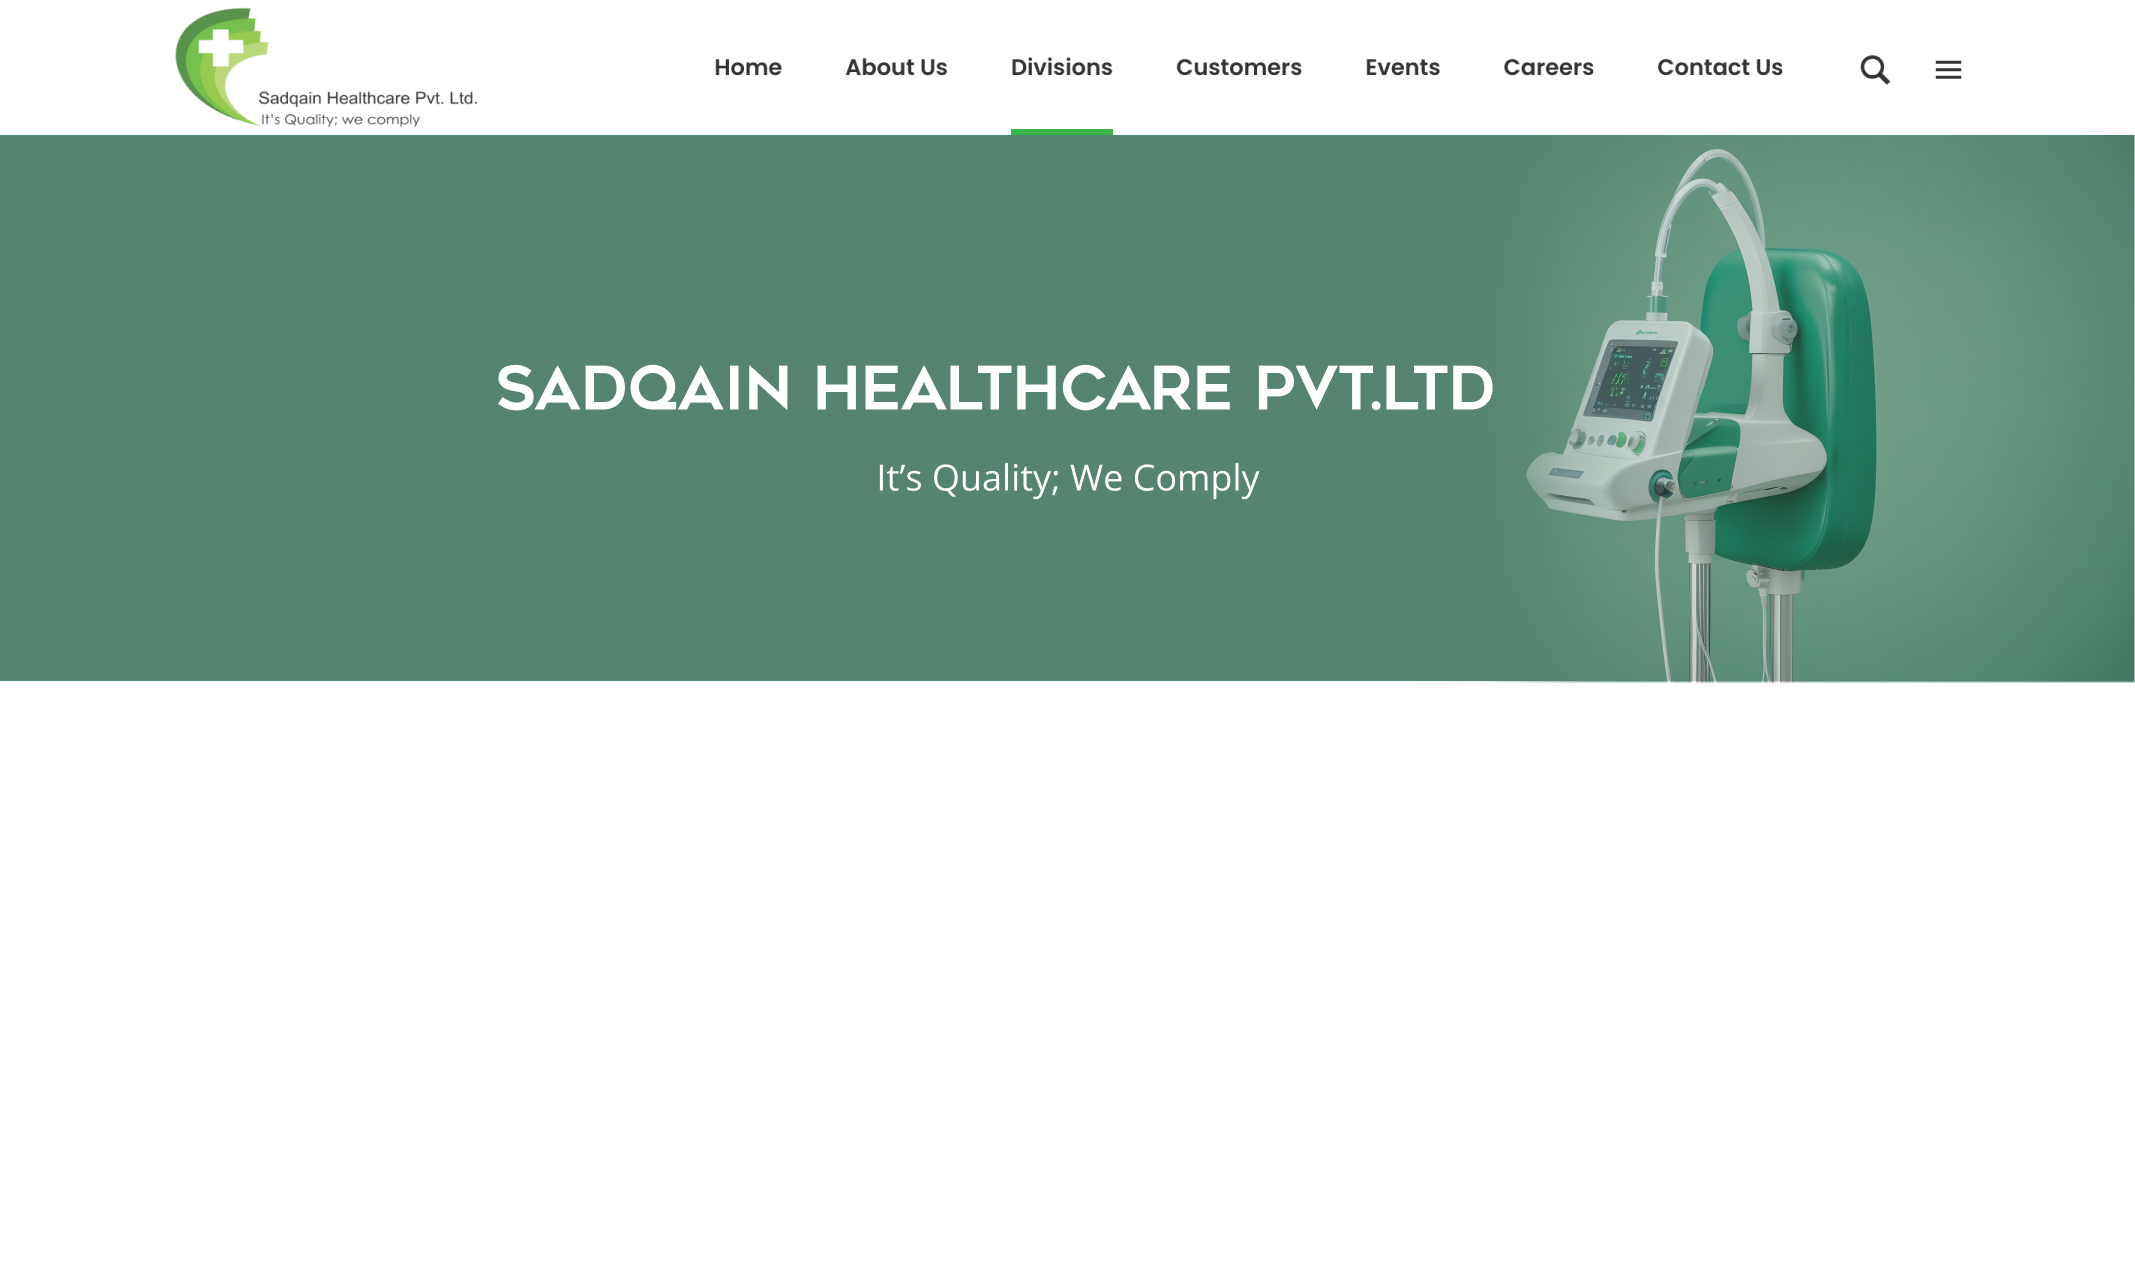 Sadqain Healthcare Pvt. Ltd.
It's Quality; we comply
Home
About Us
Divisions
Customers
Events
Careers
Contact Us
SADQAIN HEALTHCARE PVT.LTD
It’s Quality; We Comply